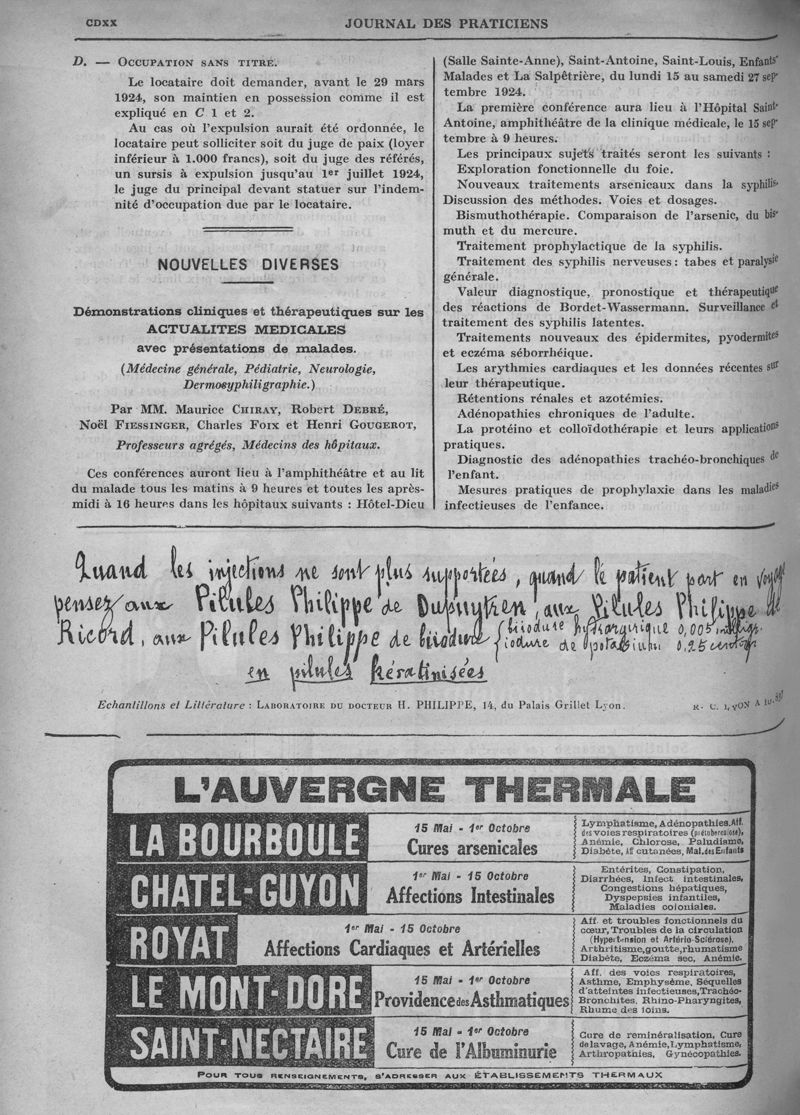 CDXX
JOURNAL DES PRATICIENS
D. — OCCUPATION SANS TITRE.
Le locataire doit demander, avant le 29 mars
1924, son maintien en possession comme il est
expliqué en C 1 et 2.
Au cas où l'expulsion aurait été ordonnée, le
locataire peut solliciter soit du juge de paix (loyer
inférieur à 1.000 francs), soit du juge des référés,
un sursis à expulsion jusqu'au 1er juillet 1924,
le juge du principal devant statuer sur l'indem-
nité d'occupation due par le locataire.
NOUVELLES DIVERSES
Démonstrations cliniques et thérapeutiques sur les
ACTUALITES MEDICALES
avec présentations de malades.
(Médecine générale, Pédiatrie, Neurologie,
Dermosyphiligraphie.)
Par MM. Maurice CHIRAY, Robert DEBRÉ,
Noël FIESSINGER, Charles FOIX et Henri GOUGEROT,
Professeurs agrégés, Médecins des hôpitaux.
Ces conférences auront lieu à l'amphithéâtre et au lit
du malade tous les matins à 9 heures et toutes les après-
midi à 16 heures dans les hôpitaux suivants : Hôtel-Dieu
(Salle Sainte-Anne), Saint-Antoine, Saint-Louis, Enfants-
Malades et La Salpêtrière, du lundi 15 au samedi 27 sep-
tembre 1924.
La première conférence aura lieu à l'Hôpital Saint-
Antoine, amphithéâtre de la clinique médicale, le 15 sep-
tembre à 9 heures.
Les principaux sujets traités seront les suivants :
Exploration fonctionnelle du foie.
Nouveaux traitements arsenicaux dans la syphilis.
Discussion des méthodes. Voies et dosages.
Bismuthothérapie. Comparaison de l'arsenic, du bis-
muth et du mercure.
Traitement prophylactique de la syphilis.
Traitement des syphilis nerveuses : tabes et paralysie
générale.
Valeur diagnostique, pronostique et thérapeutique
des réactions de Bordet-Wassermann. Surveillance et
traitement des syphilis latentes.
Traitements nouveaux des épidermites, pyodermites
et eczéma séborrhéique.
Les arythmies cardiaques et les données récentes sur
leur thérapeutique.
Rétentions rénales et azotémies.
Adénopathies chroniques de l'adulte.
La protéino et colloïdothérapie et leurs applications
pratiques.
Diagnostic des adénopathies trachéo-bronchiques de
l'enfant.
Mesures pratiques de prophylaxie dans les maladies
infectieuses de l'enfance.
Quand les injections ne sont plus supportées, quand le patient part en voyage
pensez aux Pilules Philippe de Dupuytren, aux Pilules Philippe de
Ricord, aux Pilules Philippe de biiodure { biiodure hydrargirique 0,005 millig.
iodure de potassium 0,25 centig.
en pilules Kératinisées
Echantillons et Littérature : LABORATOIRE DU DOCTEUR H. PHILIPPE, 14, du Palais Grillet Lyon.
R. C. LYON A
L'AUVERGNE THERMALE
LA BOURBOULE
15 Mai - 1er Octobre
Cures arsenicales
Lymphatisme, Adénopathies. Aff.
des voies respiratoires (prétuberculose),
Anémie, Chlorose, Paludisme,
Diabète, Aff cutanées, Mal. des Enfants
CHATEL-GUYON
1er Mai - 15 Octobre
Affections Intestinales
Entérites, Constipation,
Diarrhées, Infect intestinales,
Congestions hépatiques,
Dyspepsies infantiles,
Maladies coloniales.
ROYAT
1er Mai - 15 Octobre
Affections Cardiaques et Artérielles
Aff. et troubles fonctionnels du
cœur, Troubles de la circulation
(Hypertension et Artério-Sclérose),
Arthritisme, goutte, rhumatisme
Diabète, Eczéma sec, Anémie.
LE MONT-DORE
15 Mai - 1er Octobre
Providence des Asthmatiques
Aff. des voies respiratoires,
Asthme, Emphysème, Séquelles
d'atteintes infectieuses, Trachéo-
Bronchites, Rhino-Pharyngites,
Rhume des foins.
SAINT-NECTAIRE
15 Mai - 1er Octobre
Cure de l'Albuminurie
Cure de reminéralisation, Cure
de lavage, Anémie, Lymphatisme,
Arthropathies, Gynécopathies.
POUR TOUS RENSEIGNEMENTS, S'ADRESSER AUX ÉTABLISSEMENTS THERMAUX